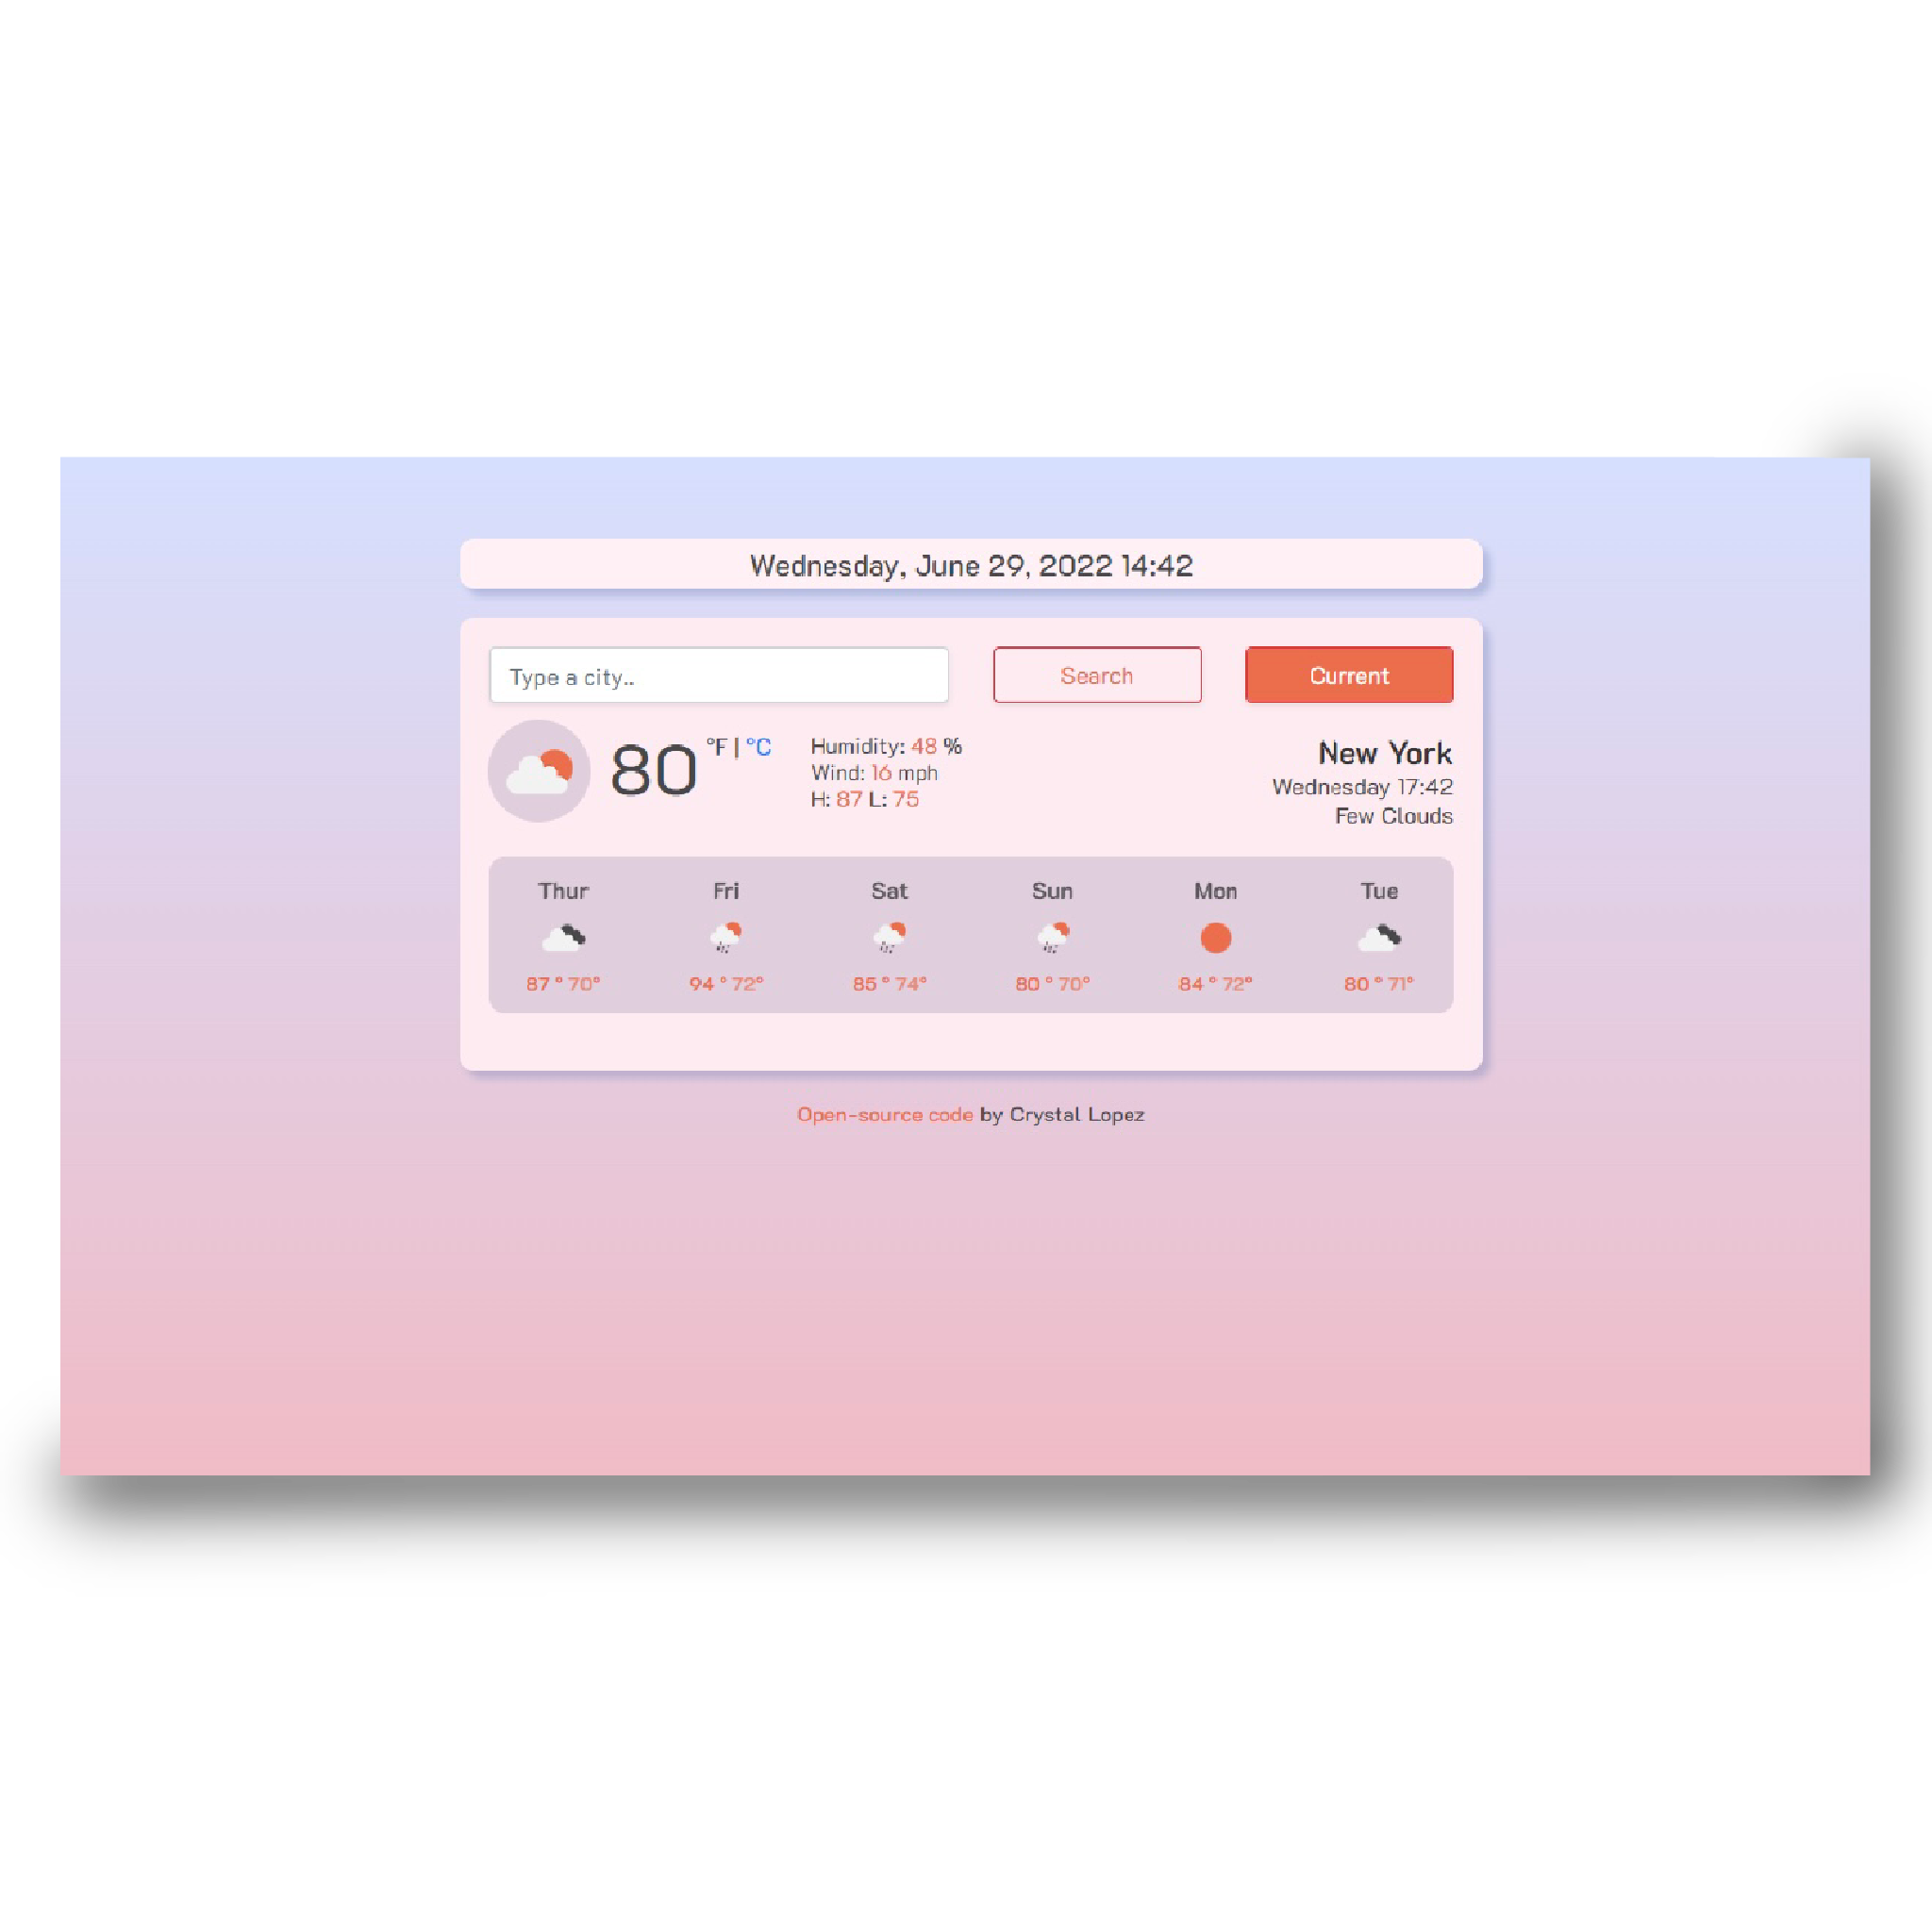 Wednesday, June 29, 2022 14:42
Type a city..
Search
Current
80 °F | °C
Humidity: 48 %
Wind: 16 mph
H: 87 L: 75
New York
Wednesday 17:42
Few Clouds
Thur Fri Sat Sun Mon Tue
87 ° 70° 94 ° 72° 85 ° 74° 80 ° 70° 84 ° 72° 80 ° 71°
Open-source code by Crystal Lopez